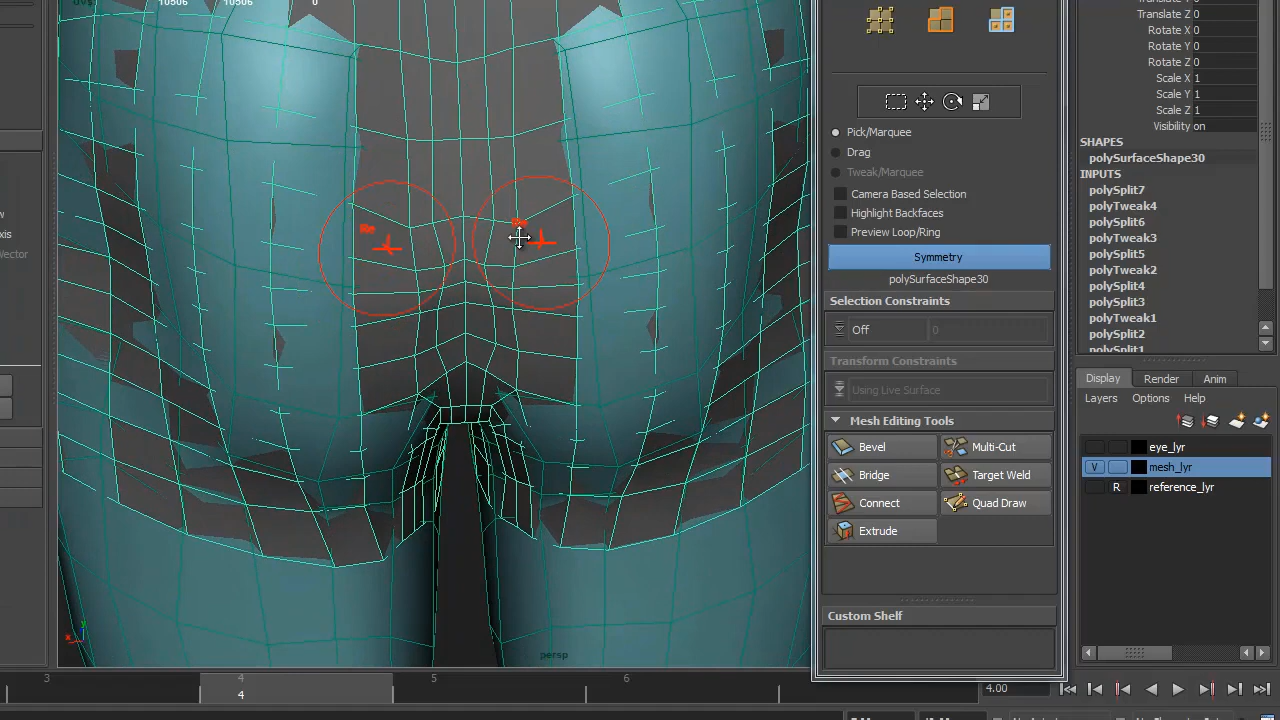 10506 10506 0
Translate Z 0
Rotate X 0
Rotate Y 0
Rotate Z 0
Scale X 1
Scale Y 1
Scale Z 1
Visibility on
SHAPES
polySurfaceShape30
INPUTS
polySplit7
polyTweak4
polySplit6
polyTweak3
polySplit5
polyTweak2
polySplit4
polySplit3
polyTweak1
polySplit2
polySplit1
Pick/Marquee
Drag
Tweak/Marquee
Camera Based Selection
Highlight Backfaces
Preview Loop/Ring
Symmetry
polySurfaceShape30
Selection Constraints
Off 0
Transform Constraints
Using Live Surface
Mesh Editing Tools
Bevel Multi-Cut
Bridge Target Weld
Connect Quad Draw
Extrude
Custom Shelf
Display Render Anim
Layers Options Help
eye_lyr
V mesh_lyr
R reference_lyr
xis
Vector
y
x
persp
3 4 5 6
4
4.00